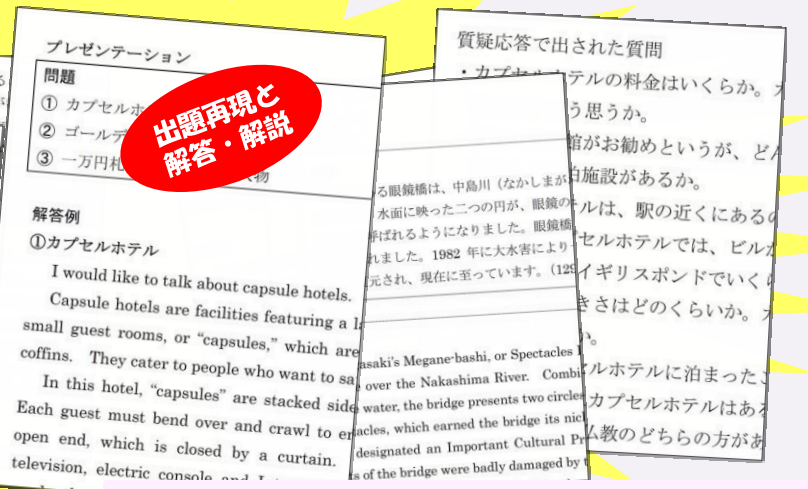 プレゼンテーション
問題
① カプセルホ
② ゴールデ
③ 一万円札 人物
出題再現と
解答・解説
解答例
①カプセルホテル
I would like to talk about capsule hotels.
Capsule hotels are facilities featuring a
small guest rooms, or “capsules,” which are
coffins. They cater to people who want to
In this hotel, “capsules” are stacked side
Each guest must bend over and crawl to
open end, which is closed by a curtain.
television, electric console and
る眼鏡橋は、中島川（なかしまが
水面に映った二つの円が、眼鏡の
呼ばれるようになりました。眼鏡橋
れました。1982 年に大水害により
元され、現在に至っています。（129
asaki’s Megane-bashi, or Spectacles
over the Nakashima River. Combi
water, the bridge presents two circles
acles, which earned the bridge its nic
designated an Important Cultural Pr
s of the bridge were badly damaged by
質疑応答で出された質問
・カプセルホテルの料金はいくらか。
う思うか。
館がお勧めというが、どん
泊施設があるか。
ルは、駅の近くにあるの
セルホテルでは、ビルが
イギリスポンドでいく
きさはどのくらいか。
か。
ルホテルに泊まったこ
カプセルホテルはある
仏教のどちらの方があ